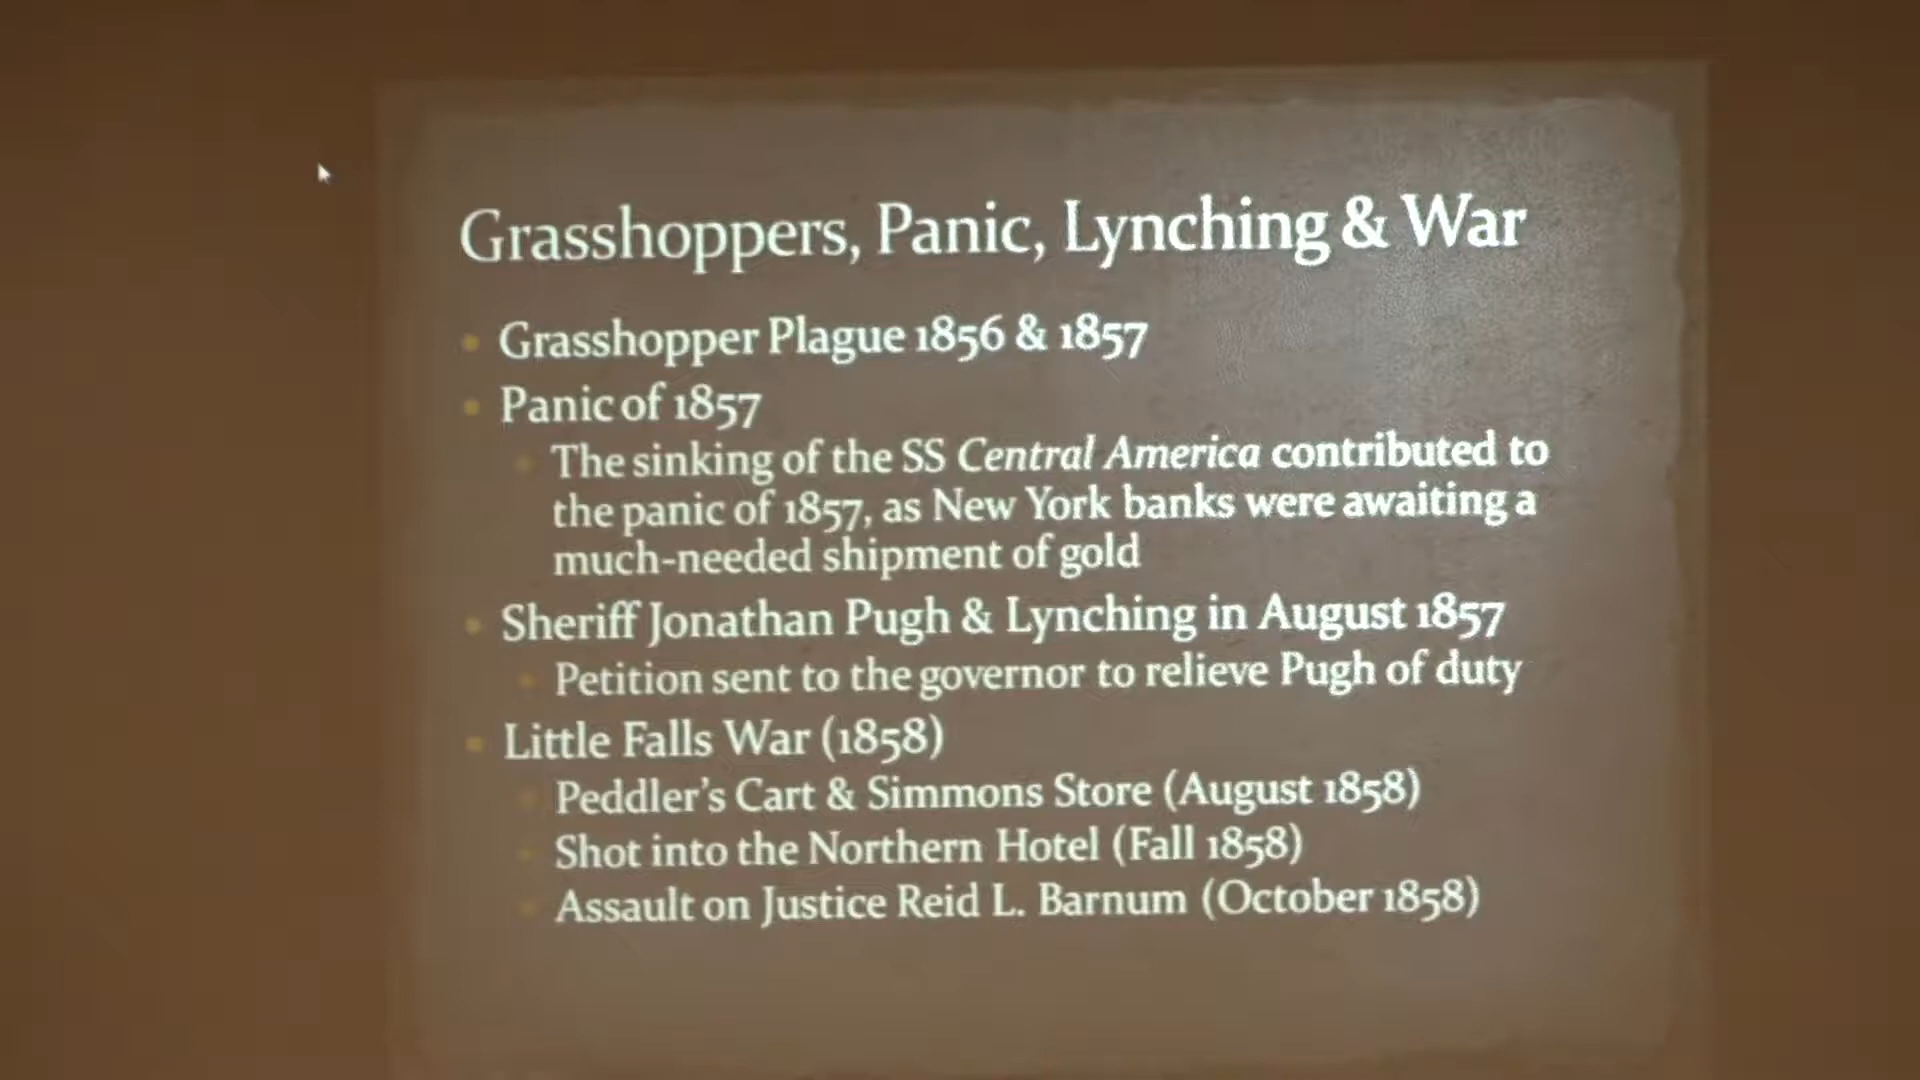 Grasshoppers, Panic, Lynching & War
Grasshopper Plague 1856 & 1857
Panic of 1857
The sinking of the SS Central America contributed to
the panic of 1857, as New York banks were awaiting a
much-needed shipment of gold
Sheriff Jonathan Pugh & Lynching in August 1857
Petition sent to the governor to relieve Pugh of duty
Little Falls War (1858)
Peddler's Cart & Simmons Store (August 1858)
Shot into the Northern Hotel (Fall 1858)
Assault on Justice Reid L. Barnum (October 1858)